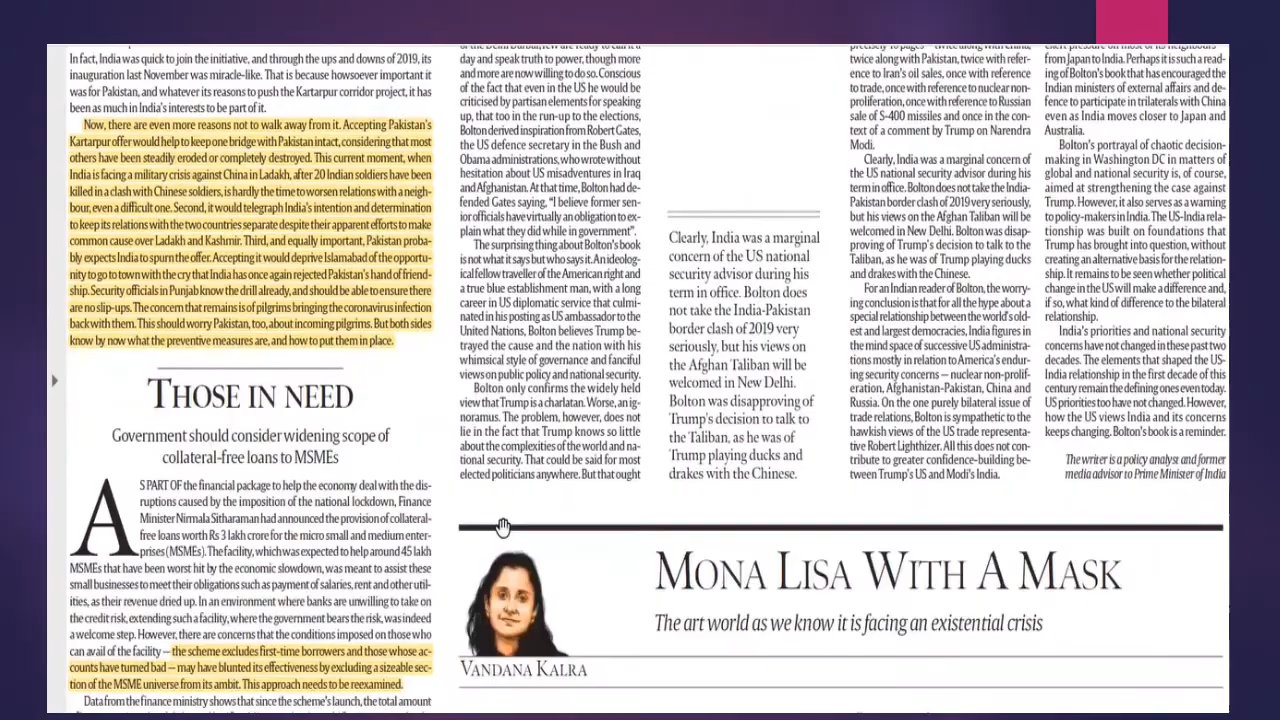 In fact, India was quick to join the initiative, and through the ups and downs of 2019, its
inauguration last November was miracle-like. That is because howsoever important it
was for Pakistan, and whatever its reasons to push the Kartarpur corridor project, it has
been as much in India's interests to be part of it.
Now, there are even more reasons not to walk away from it. Accepting Pakistan's
Kartarpur offer would help to keep one bridge with Pakistan intact, considering that most
others have been steadily eroded or completely destroyed. This current moment, when
India is facing a military crisis against China in Ladakh, after 20 Indian soldiers have been
killed in a clash with Chinese soldiers, is hardly the time to worsen relations with a neigh-
bour, even a difficult one. Second, it would telegraph India's intention and determination
to keep its relations with the two countries separate despite their apparent efforts to make
common cause over Ladakh and Kashmir. Third, and equally important, Pakistan proba-
bly expects India to spurn the offer. Accepting it would deprive Islamabad of the opportu-
nity to go to town with the cry that India has once again rejected Pakistan's hand of friend-
ship. Security officials in Punjab know the drill already, and should be able to ensure there
are no slip-ups. The concern that remains is of pilgrims bringing the coronavirus infection
back with them. This should worry Pakistan, too, about incoming pilgrims. But both sides
know by now what the preventive measures are, and how to put them in place.
THOSE IN NEED
Government should consider widening scope of
collateral-free loans to MSMEs
AS PART OF the financial package to help the economy deal with the dis-
ruptions caused by the imposition of the national lockdown, Finance
Minister Nirmala Sitharaman had announced the provision of collateral-
free loans worth Rs 3 lakh crore for the micro small and medium enter-
prises (MSMEs). The facility, which was expected to help around 45 lakh
MSMEs that have been worst hit by the economic slowdown, was meant to assist these
small businesses to meet their obligations such as payment of salaries, rent and other util-
ities, as their revenue dried up. In an environment where banks are unwilling to take on
the credit risk, extending such a facility, where the government bears the risk, was indeed
a welcome step. However, there are concerns that the conditions imposed on those who
can avail of the facility — the scheme excludes first-time borrowers and those whose ac-
counts have turned bad — may have blunted its effectiveness by excluding a sizeable sec-
tion of the MSME universe from its ambit. This approach needs to be reexamined.
Data from the finance ministry shows that since the scheme's launch, the total amount
day and speak truth to power, though more
and more are now willing to do so. Conscious
of the fact that even in the US he would be
criticised by partisan elements for speaking
up, that too in the run-up to the elections,
Bolton derived inspiration from Robert Gates,
the US defence secretary in the Bush and
Obama administrations, who wrote without
hesitation about US misadventures in Iraq
and Afghanistan. At that time, Bolton had de-
fended Gates saying, "I believe former sen-
ior officials have virtually an obligation to ex-
plain what they did while in government".
The surprising thing about Bolton's book
is not what it says but who says it. An ideolog-
ical fellow traveller of the American right and
a true blue establishment man, with a long
career in US diplomatic service that culmi-
nated in his posting as US ambassador to the
United Nations, Bolton believes Trump be-
trayed the cause and the nation with his
whimsical style of governance and fanciful
views on public policy and national security.
Bolton only confirms the widely held
view that Trump is a charlatan. Worse, an ig-
noramus. The problem, however, does not
lie in the fact that Trump knows so little
about the complexities of the world and na-
tional security. That could be said for most
elected politicians anywhere. But that ought
Clearly, India was a marginal
concern of the US national
security advisor during his
term in office. Bolton does
not take the India-Pakistan
border clash of 2019 very
seriously, but his views on
the Afghan Taliban will be
welcomed in New Delhi.
Bolton was disapproving of
Trump's decision to talk to
the Taliban, as he was of
Trump playing ducks and
drakes with the Chinese.
precisely 10 pages — twice along with China,
twice along with Pakistan, twice with refer-
ence to Iran's oil sales, once with reference
to trade, once with reference to nuclear non-
proliferation, once with reference to Russian
sale of S-400 missiles and once in the con-
text of a comment by Trump on Narendra
Modi.
Clearly, India was a marginal concern of
the US national security advisor during his
term in office. Bolton does not take the India-
Pakistan border clash of 2019 very seriously,
but his views on the Afghan Taliban will be
welcomed in New Delhi. Bolton was disap-
proving of Trump's decision to talk to the
Taliban, as he was of Trump playing ducks
and drakes with the Chinese.
For an Indian reader of Bolton, the worry-
ing conclusion is that for all the hype about a
special relationship between the world's old-
est and largest democracies, India figures in
the mind space of successive US administra-
tions mostly in relation to America's endur-
ing security concerns — nuclear non-prolif-
eration, Afghanistan-Pakistan, China and
Russia. On the one purely bilateral issue of
trade relations, Bolton is sympathetic to the
hawkish views of the US trade representa-
tive Robert Lighthizer. All this does not con-
tribute to greater confidence-building be-
tween Trump's US and Modi's India.
from Japan to India. Perhaps it is such a read-
ing of Bolton's book that has encouraged the
Indian ministers of external affairs and de-
fence to participate in trilaterals with China
even as India moves closer to Japan and
Australia.
Bolton's portrayal of chaotic decision-
making in Washington DC in matters of
global and national security is, of course,
aimed at strengthening the case against
Trump. However, it also serves as a warning
to policy-makers in India. The US-India rela-
tionship was built on foundations that
Trump has brought into question, without
creating an alternative basis for the relation-
ship. It remains to be seen whether political
change in the US will make a difference and,
if so, what kind of difference to the bilateral
relationship.
India's priorities and national security
concerns have not changed in these past two
decades. The elements that shaped the US-
India relationship in the first decade of this
century remain the defining ones even today.
US priorities too have not changed. However,
how the US views India and its concerns
keeps changing. Bolton's book is a reminder.
The writer is a policy analyst and former
media advisor to Prime Minister of India
MONA LISA WITH A MASK
The art world as we know it is facing an existential crisis
VANDANA KALRA